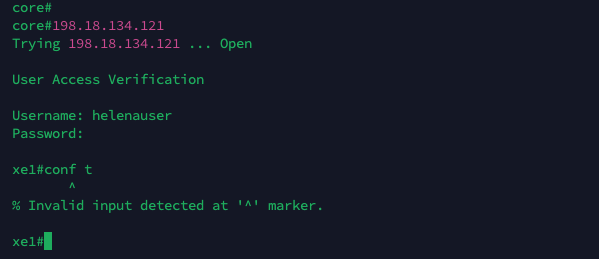 core#
core#198.18.134.121
Trying 198.18.134.121 ... Open
User Access Verification
Username: helenauser
Password:
xe1#conf t
^
% Invalid input detected at '^' marker.
xe1#